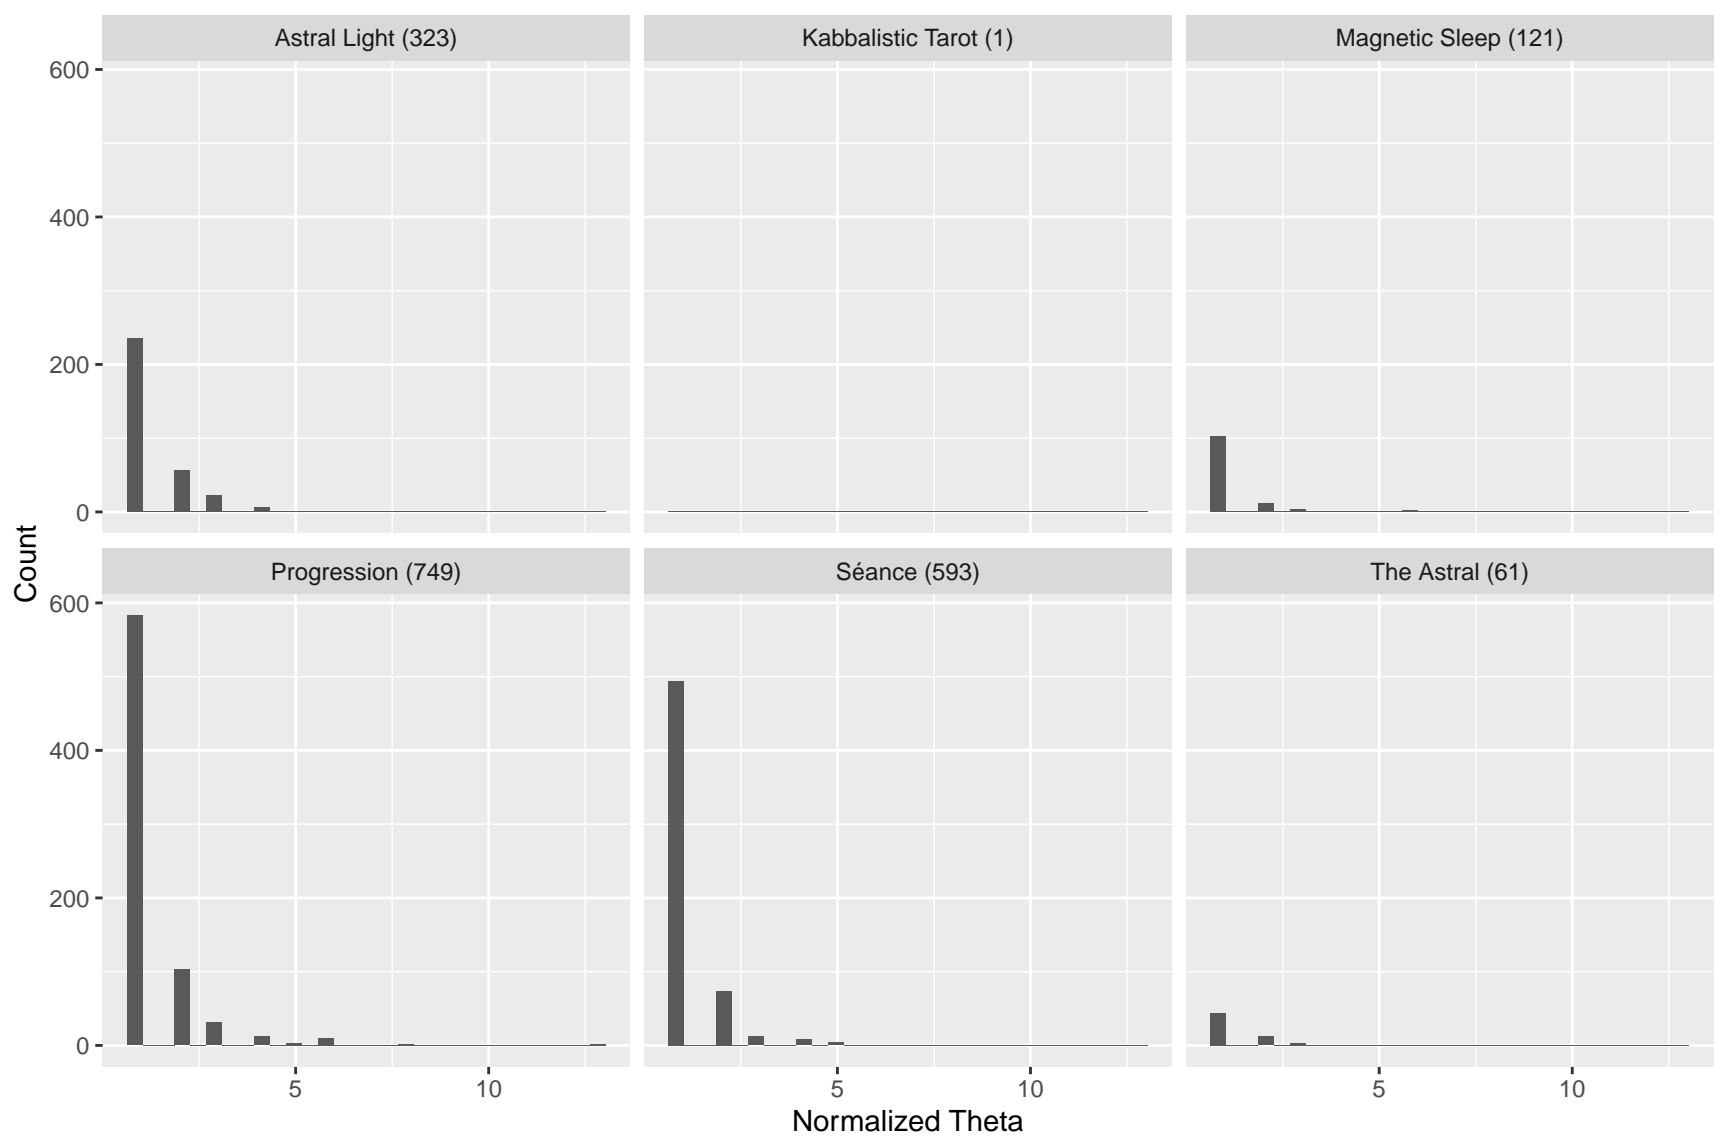 Astral Light (323)
Kabbalistic Tarot (1)
Magnetic Sleep (121)
600
400
200
0
Progression (749)
Séance (593)
The Astral (61)
600
400
200
0
5
10
5
10
5
10
Normalized Theta
Count